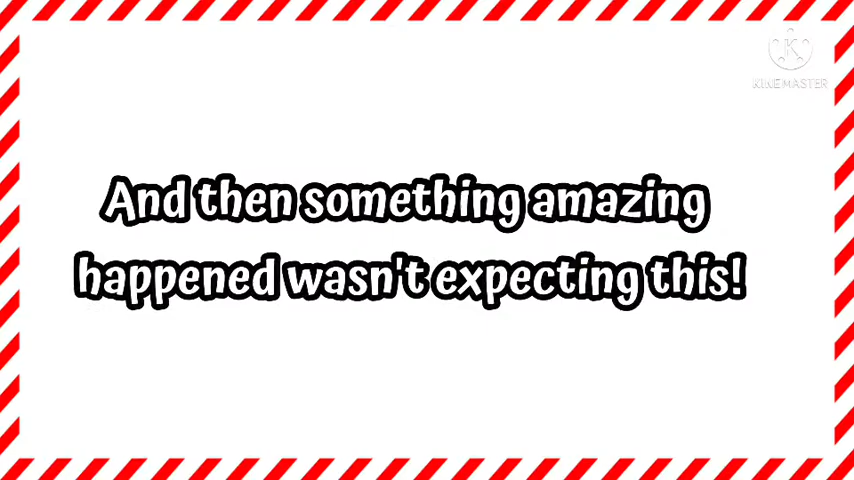 KINEMASTER
And then something amazing
happened wasn't expecting this!